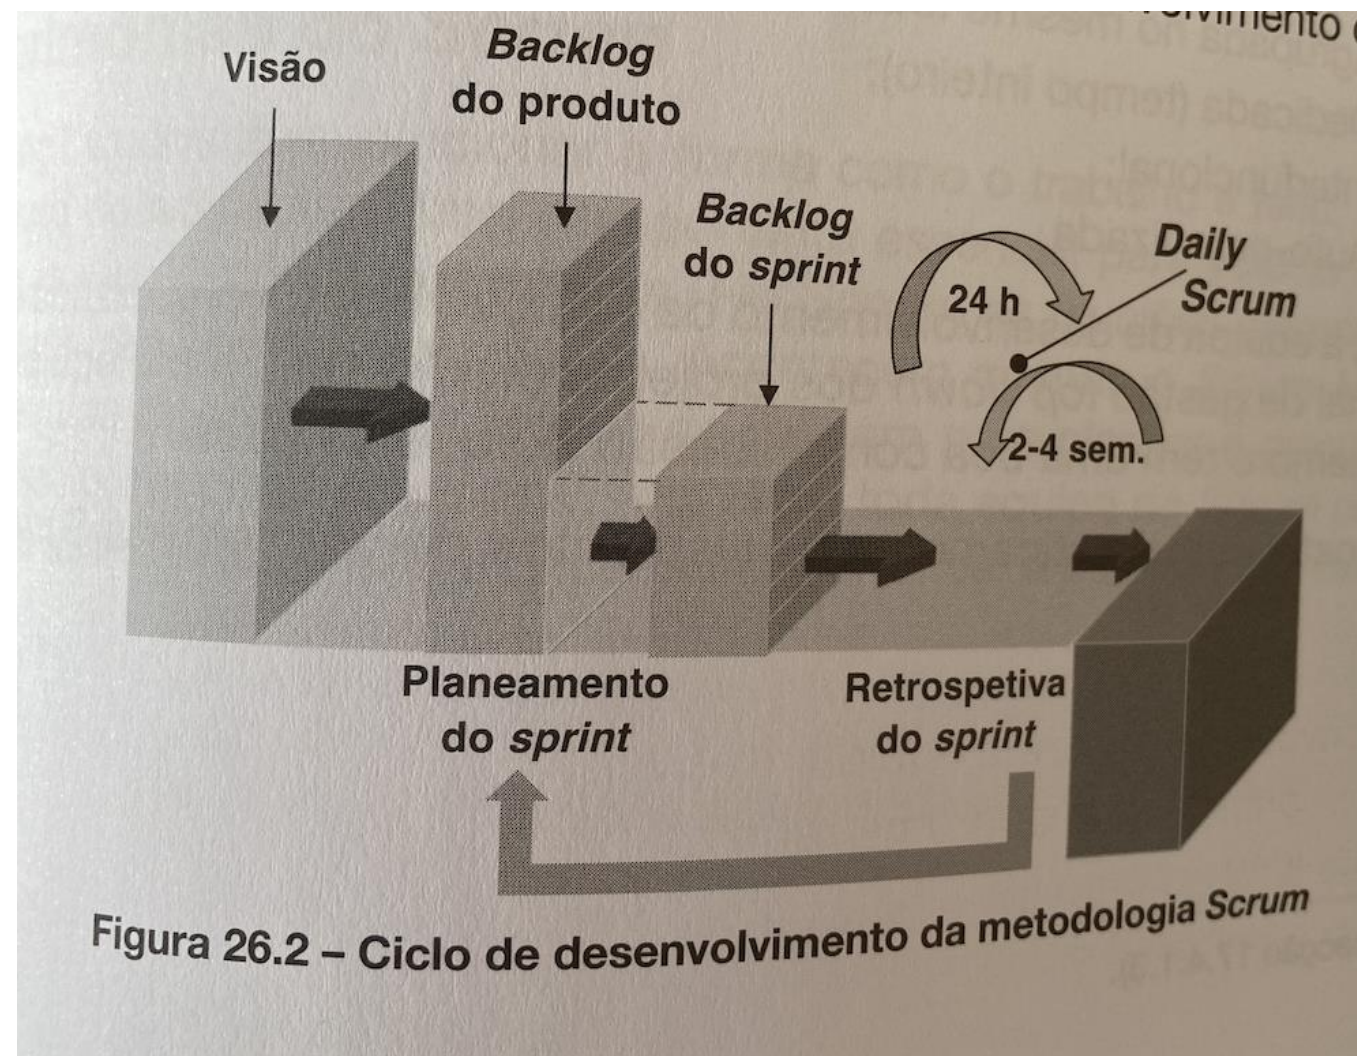 Visão
Backlog
do produto
Backlog
do sprint
24 h
Daily
Scrum
2-4 sem.
Planeamento
do sprint
Retrospetiva
do sprint
Figura 26.2 – Ciclo de desenvolvimento da metodologia Scrum